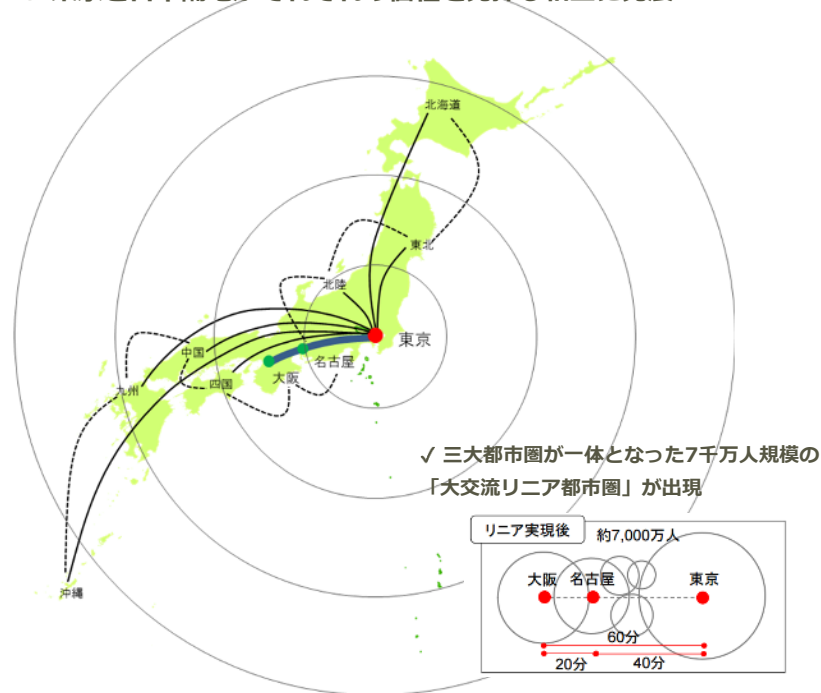 北海道
東北
北陸
東京
名古屋
大阪
中国
四国
九州
沖縄
✓ 三大都市圏が一体となった7千万人規模の
「大交流リニア都市圏」が出現
リニア実現後
約7,000万人
大阪
名古屋
東京
60分
20分
40分